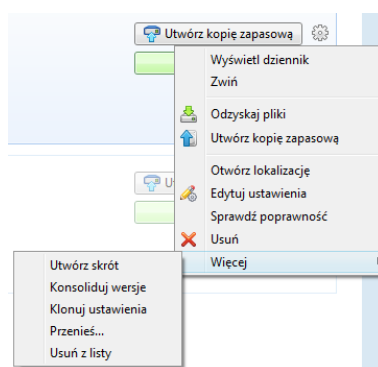 Utwórz kopię zapasową
Wyświetl dziennik
Zwiń
Odzyskaj pliki
Utwórz kopię zapasową
Otwórz lokalizację
Edytuj ustawienia
Sprawdź poprawność
Usuń
Więcej
Utwórz skrót
Konsoliduj wersje
Klonuj ustawienia
Przenieś...
Usuń z listy